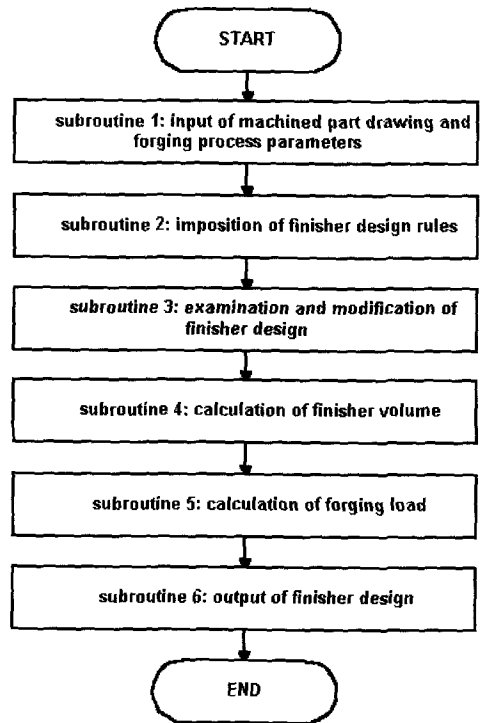 START
subroutine 1: input of machined part drawing and
forging process parameters
subroutine 2: imposition of finisher design rules
subroutine 3: examination and modification of
finisher design
subroutine 4: calculation of finisher volume
subroutine 5: calculation of forging load
subroutine 6: output of finisher design
END